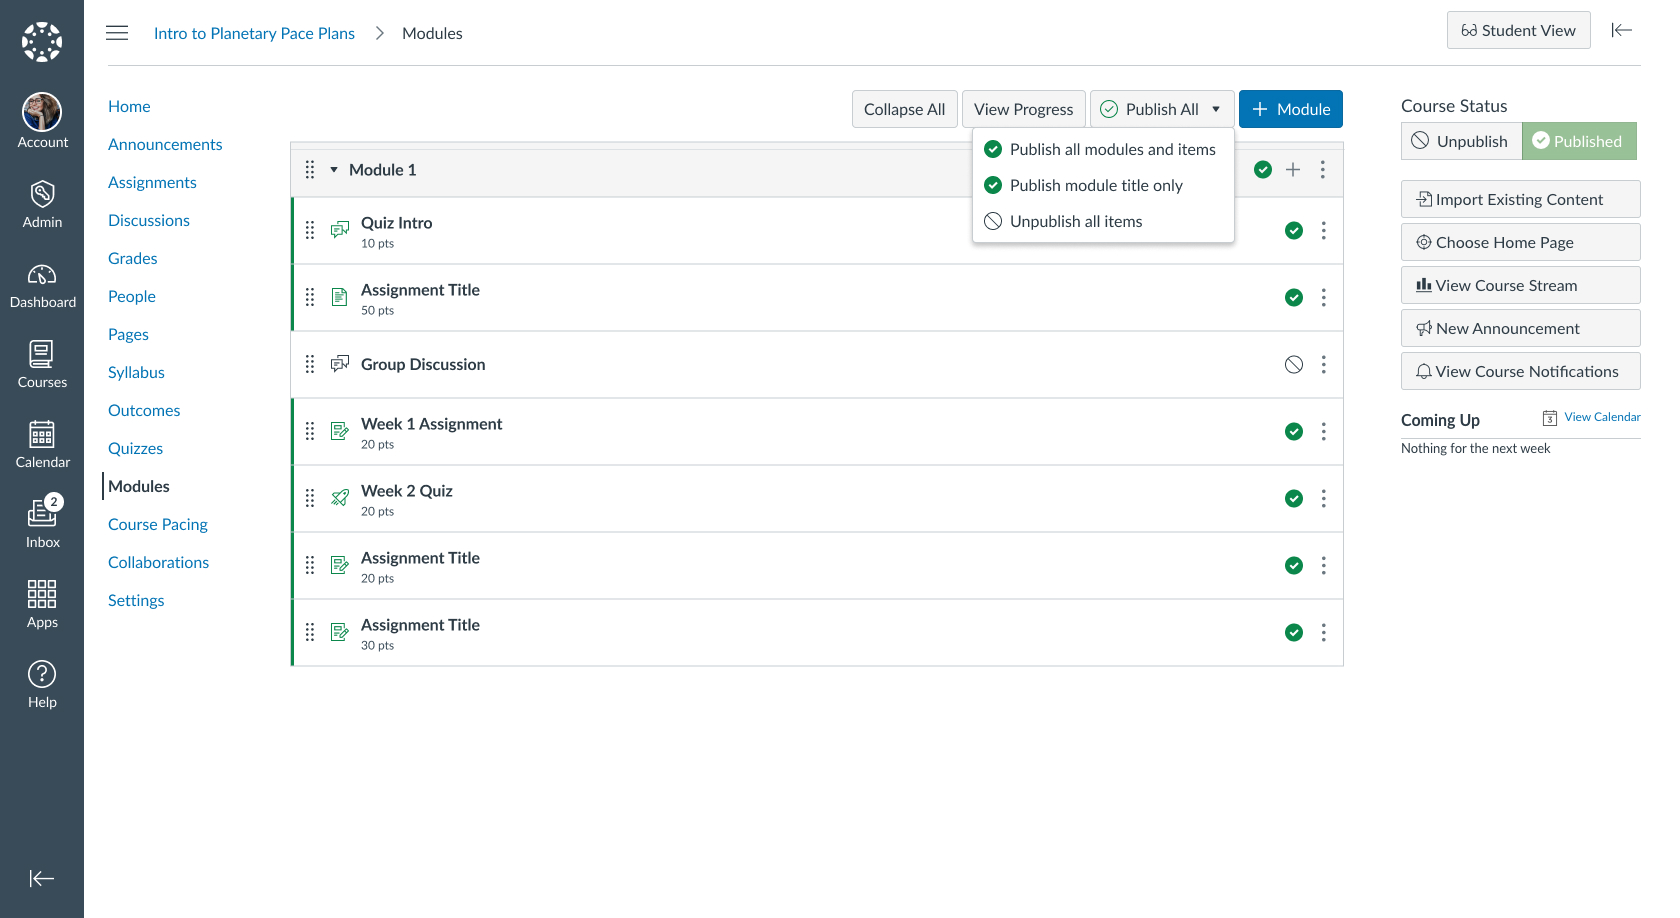 Intro to Planetary Pace Plans
Modules
Student View
Account
Admin
Dashboard
Courses
Calendar
2
Inbox
Apps
Help
Home
Announcements
Assignments
Discussions
Grades
People
Pages
Syllabus
Outcomes
Quizzes
Modules
Course Pacing
Collaborations
Settings
Collapse All
View Progress
Publish All
+ Module
Publish all modules and items
Publish module title only
Unpublish all items
Module 1
Quiz Intro
10 pts
Assignment Title
50 pts
Group Discussion
Week 1 Assignment
20 pts
Week 2 Quiz
20 pts
Assignment Title
20 pts
Assignment Title
30 pts
Course Status
Unpublish
Published
Import Existing Content
Choose Home Page
View Course Stream
New Announcement
View Course Notifications
Coming Up
3
View Calendar
Nothing for the next week